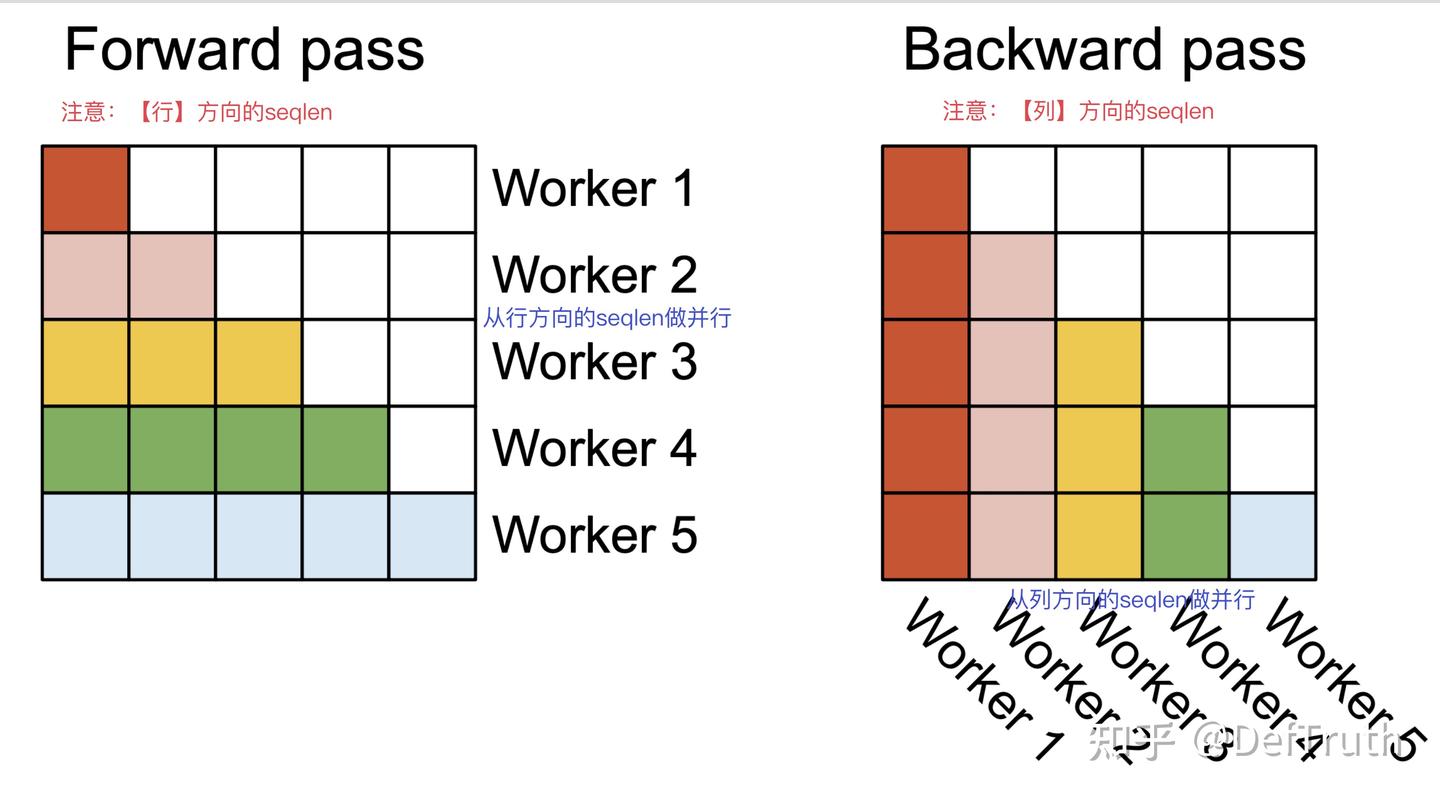 Forward pass
注意：【行】方向的seqlen
Worker 1
Worker 2
从行方向的seqlen做并行
Worker 3
Worker 4
Worker 5
Backward pass
注意：【列】方向的seqlen
从列方向的seqlen做并行
Worker 1
Worker 2
Worker 3
Worker 4
Worker 5
知乎 @DefTruth